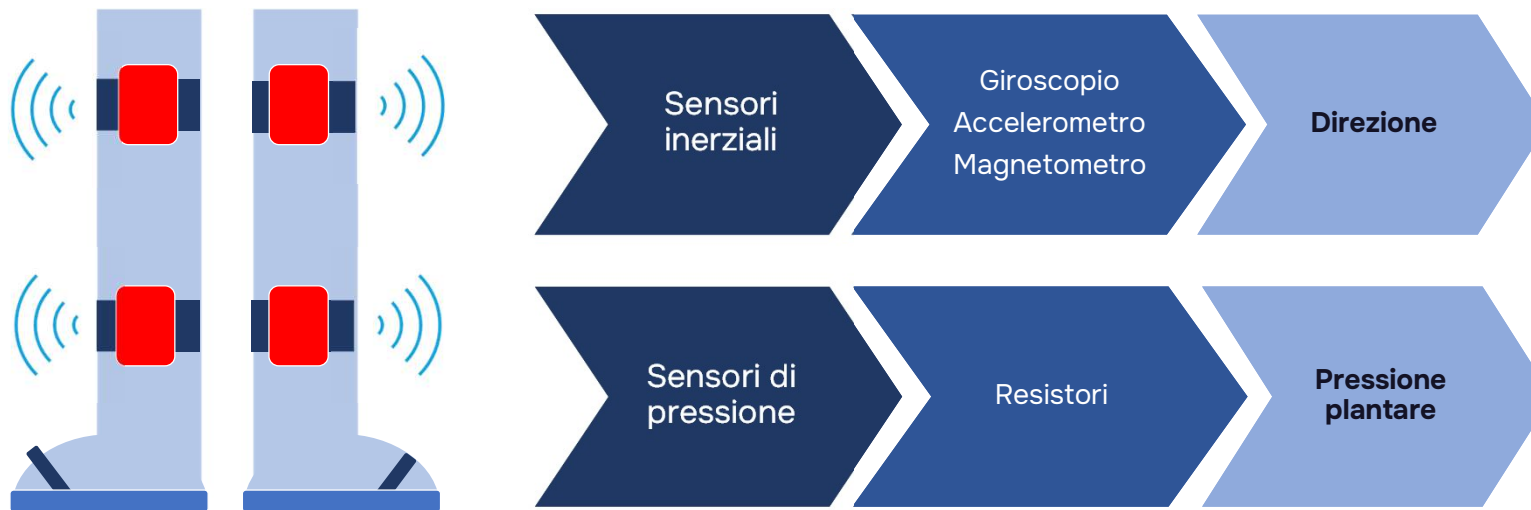 Sensori
inerziali
Giroscopio
Accelerometro
Magnetometro
Direzione
Sensori di
pressione
Resistori
Pressione
plantare